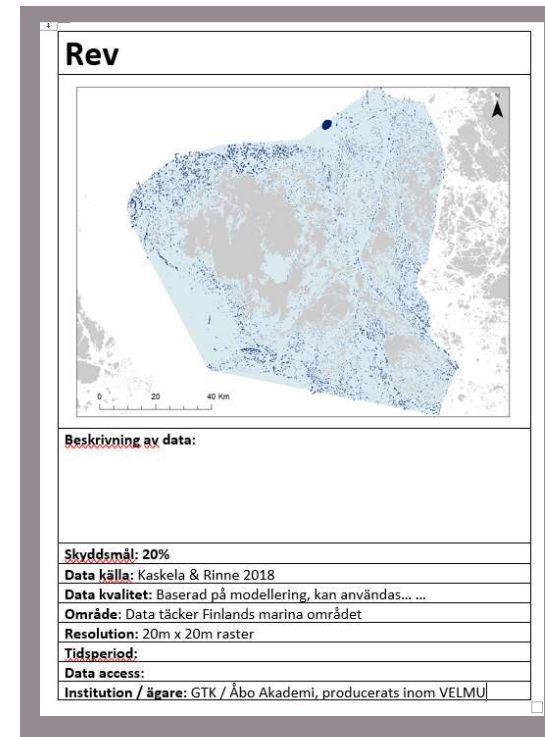 Rev
N
0 20 40 Km
Beskrivning av data:
Skyddsmål: 20%
Data källa: Kaskela & Rinne 2018
Data kvalitet: Baserad på modellering, kan användas... ...
Område: Data täcker Finlands marina området
Resolution: 20m x 20m raster
Tidsperiod:
Data access:
Institution / ägare: GTK / Åbo Akademi, producerats inom VELMU